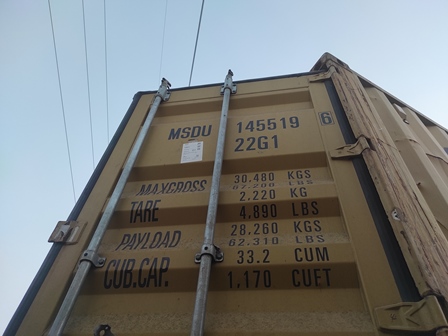 MSDU 145519 6
22G1
MAXGROSS 30.480 KGS
67.200 LBS
TARE 2.220 KG
4,890 LBS
PAYLOAD 28.260 KGS
62.310 LBS
CUB.CAP. 33.2 CUM
1.170 CUFT